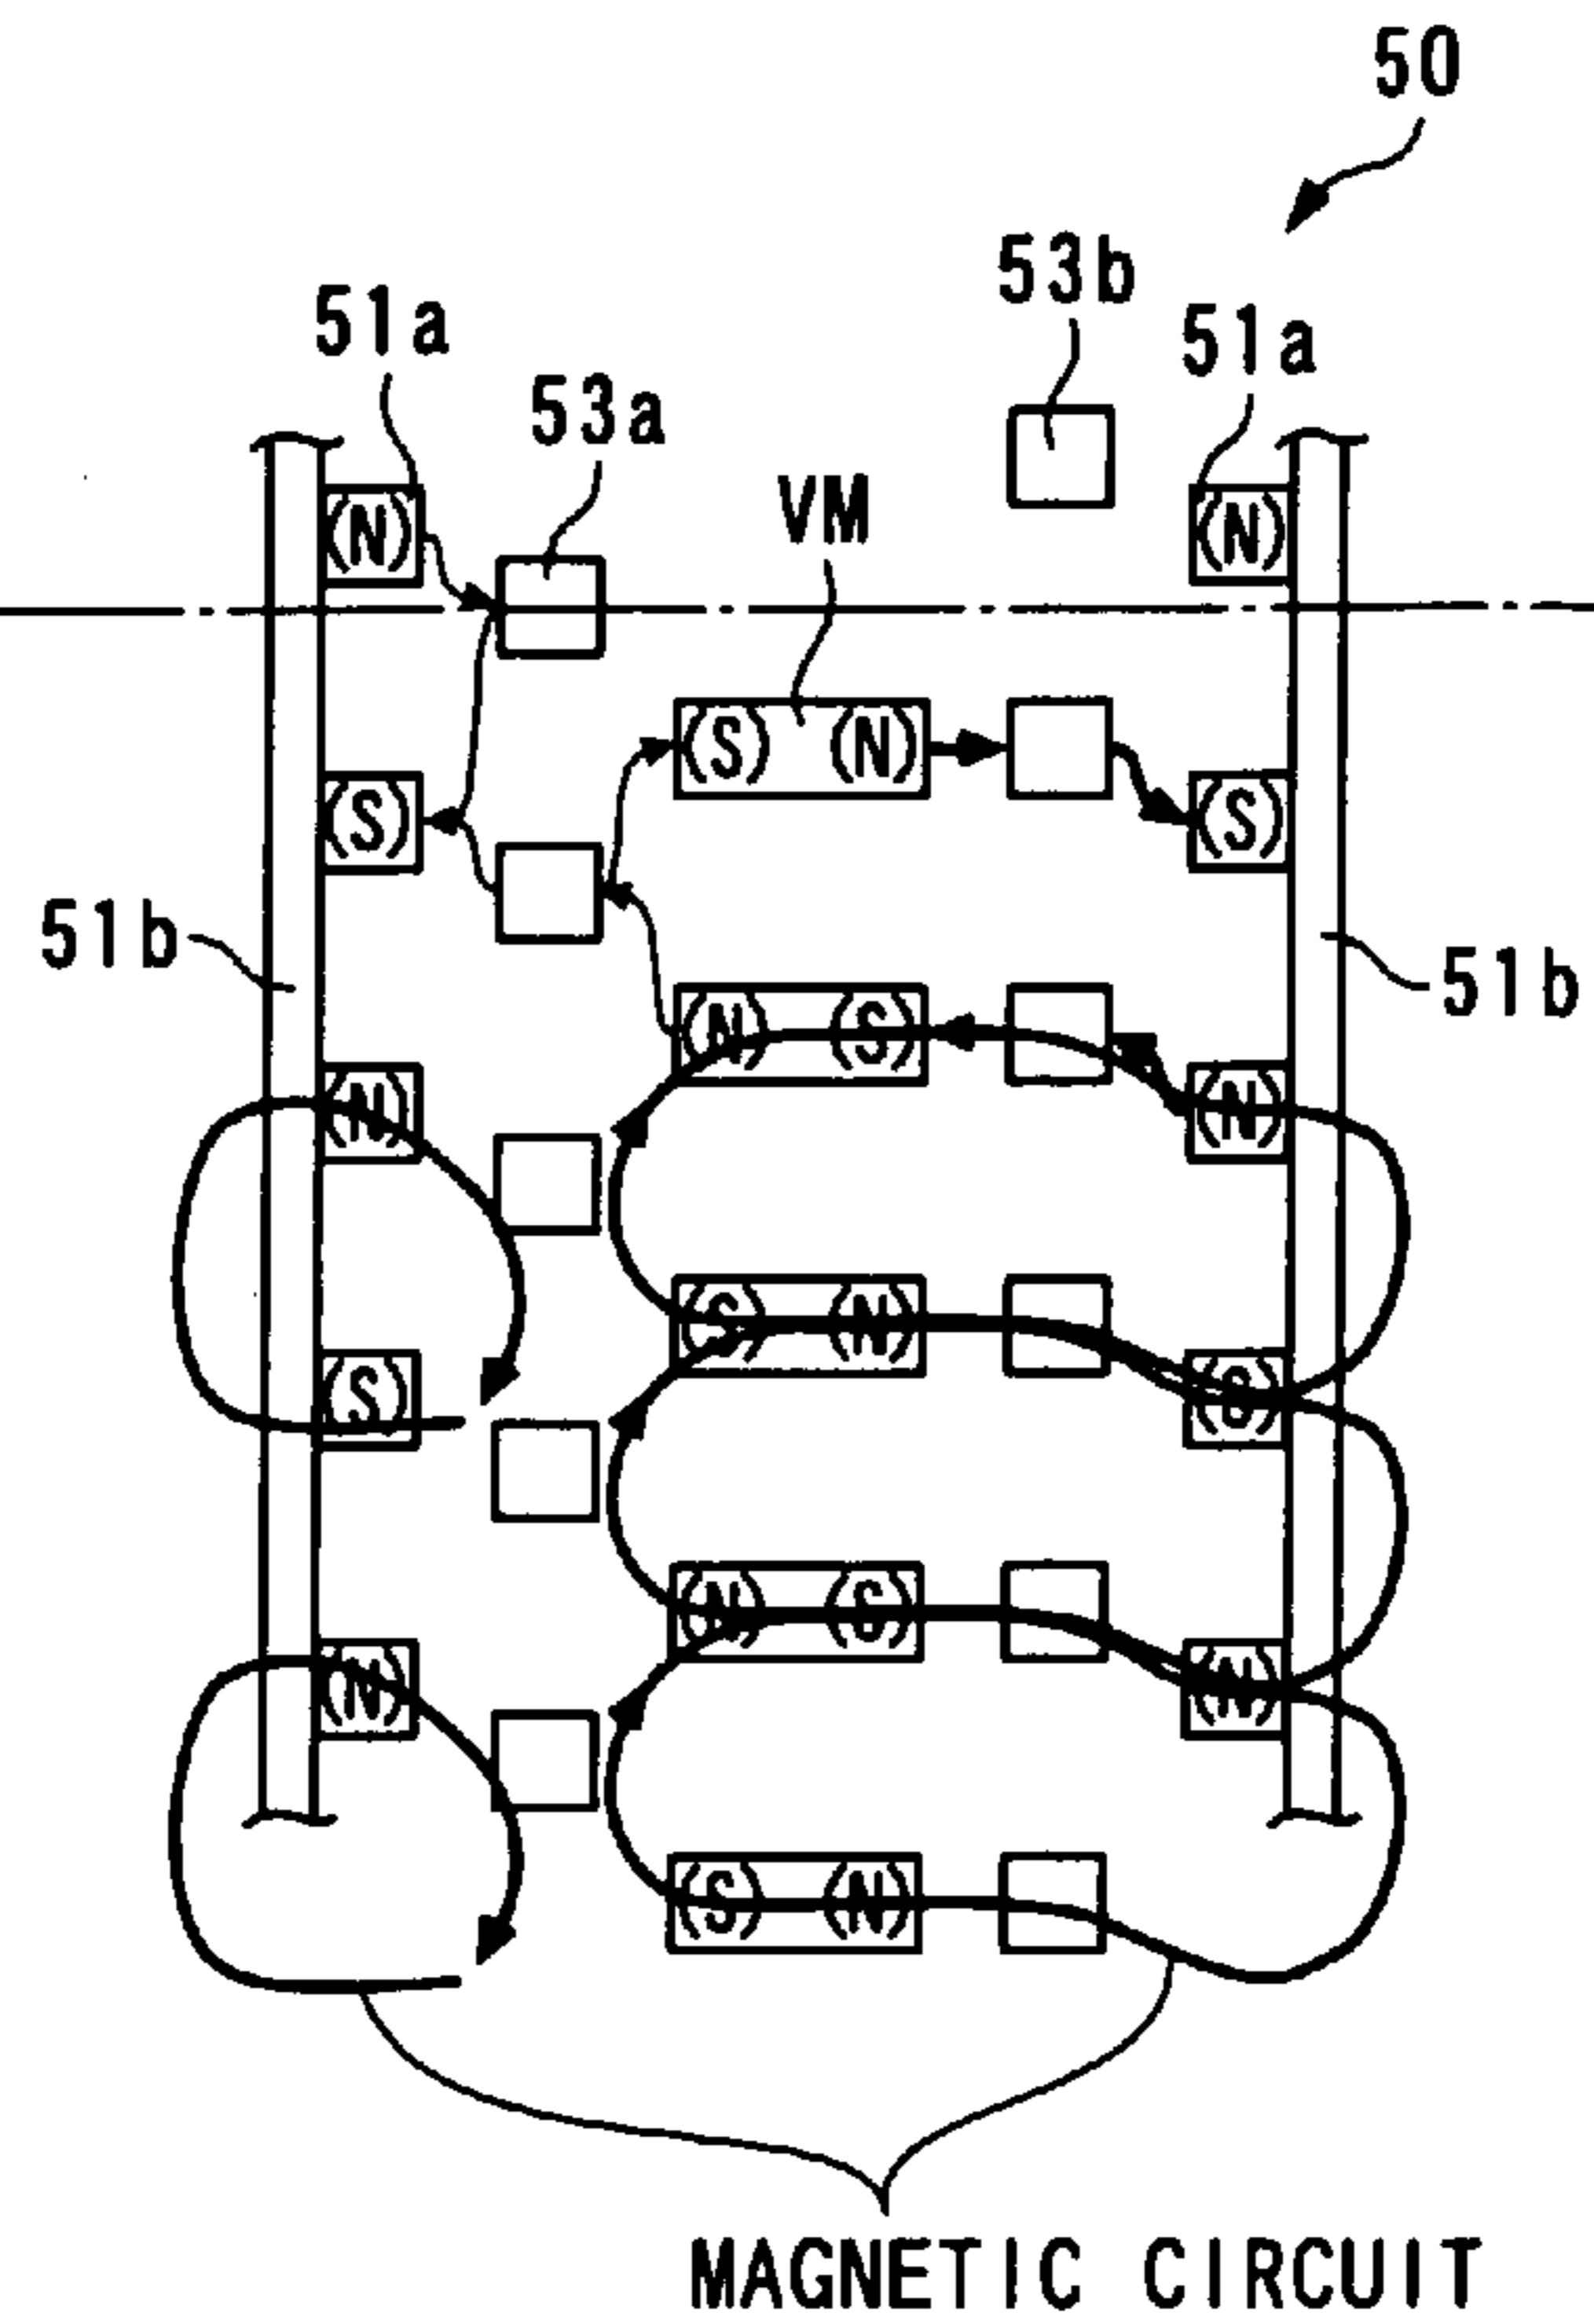 50
53b
51a
51a
53a
VM
(N)
(N)
(S) (N)
(S)
(S)
51b
51b
(N) (S)
(N)
(N)
(S) (N)
(S)
(S)
(N) (S)
(N)
(N)
(S) (N)
MAGNETIC CIRCUIT